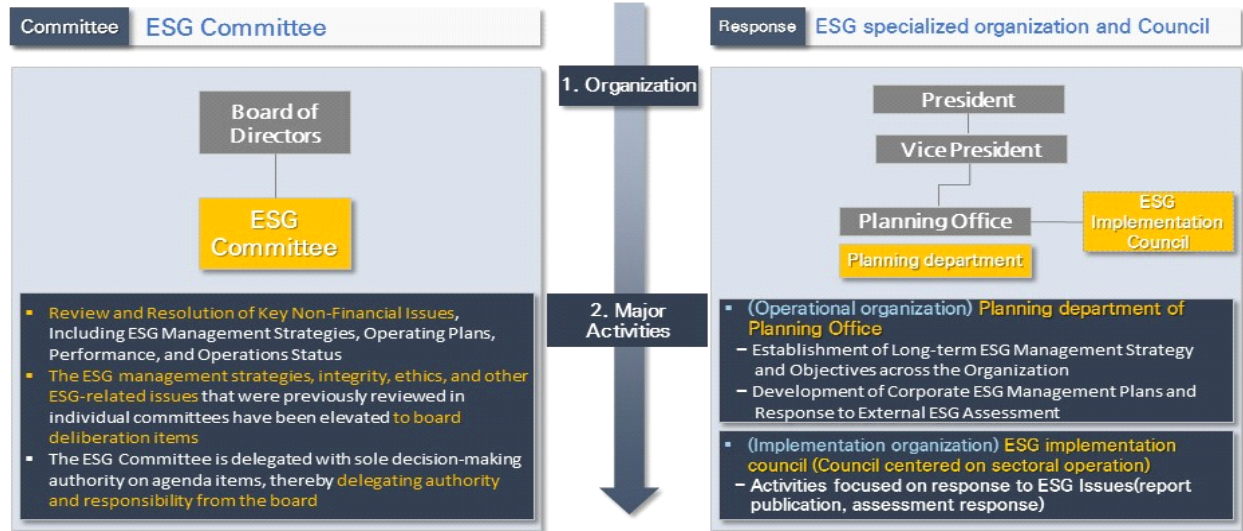 Committee ESG Committee
Board of
Directors
ESG
Committee
▪ Review and Resolution of Key Non-Financial Issues,
Including ESG Management Strategies, Operating Plans,
Performance, and Operations Status
▪ The ESG management strategies, integrity, ethics, and other
ESG-related issues that were previously reviewed in
individual committees have been elevated to board
deliberation items
▪ The ESG Committee is delegated with sole decision-making
authority on agenda items, thereby delegating authority
and responsibility from the board
1. Organization
2. Major
Activities
Response ESG specialized organization and Council
President
Vice President
Planning Office
Planning department
ESG
Implementation
Council
▪ (Operational organization) Planning department of
Planning Office
– Establishment of Long-term ESG Management Strategy
and Objectives across the Organization
– Development of Corporate ESG Management Plans and
Response to External ESG Assessment
▪ (Implementation organization) ESG implementation
council (Council centered on sectoral operation)
– Activities focused on response to ESG Issues(report
publication, assessment response)